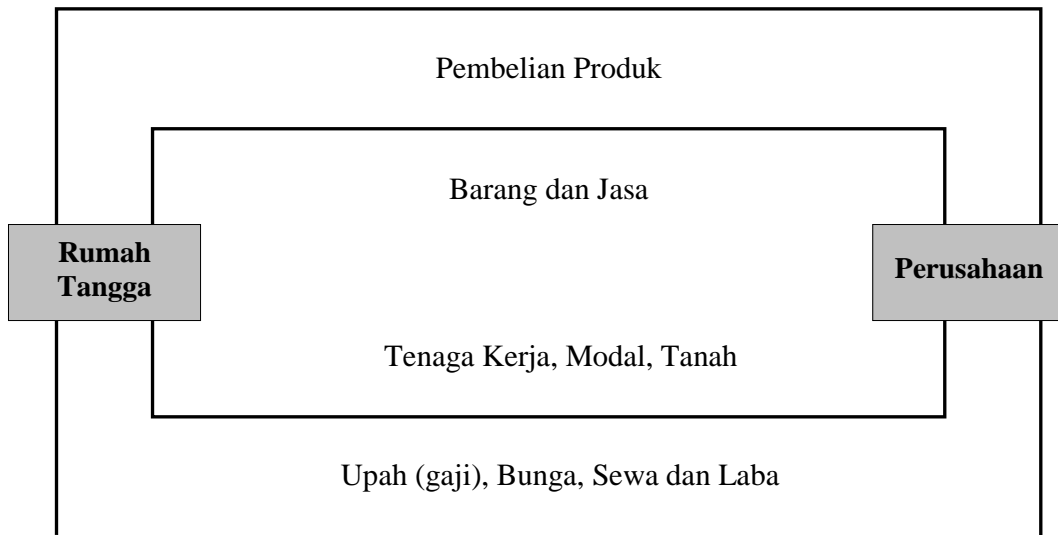 Pembelian Produk
Barang dan Jasa
Rumah
Tangga
Perusahaan
Tenaga Kerja, Modal, Tanah
Upah (gaji), Bunga, Sewa dan Laba